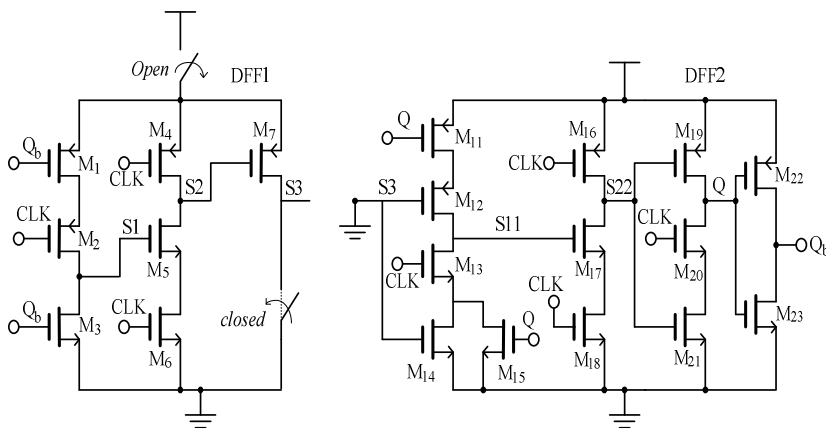 Open
DFF1
DFF2
Qb
M1
CLK
M2
Qb
M3
M4
CLK
S2
S1
M5
CLK
M6
M7
S3
closed
Q
M11
S3
M12
S11
M13
CLK
M14
Q
M15
M16
CLK
S22
M17
CLK
M18
M19
Q
CLK
M20
M21
M22
Qb
M23